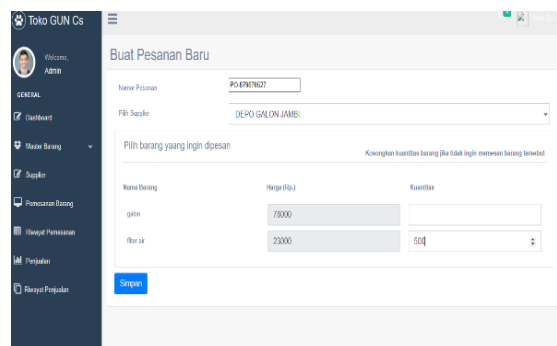 Toko GUN Cs
Welcome,
Admin
GENERAL
Dashboard
Master Barang
Supplier
Pemesanan Barang
Riwayat Pemesanan
Penjualan
Riwayat Penjualan
Buat Pesanan Baru
Nomor Pesanan
Pilih Supplier
DEPO GALON JAMBI
Pilih barang yaang ingin dipesan
Kosongkan kuantitas barang jika tidak ingin memesan barang tersebut
Nama Barang Harga (Rp.) Kuantitas
galon 78000
filter air 23000 500
Simpan